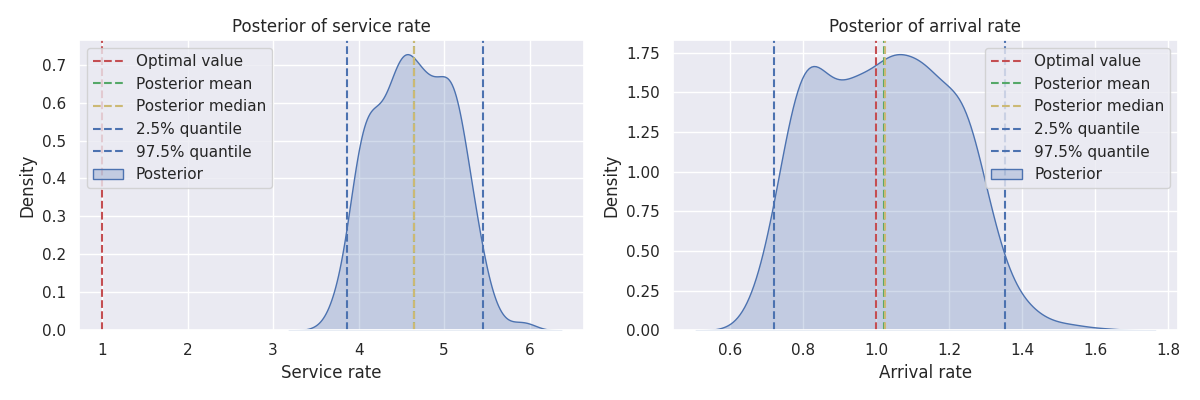 Posterior of service rate
Optimal value
Posterior mean
Posterior median
2.5% quantile
97.5% quantile
Posterior
Density
0.7
0.6
0.5
0.4
0.3
0.2
0.1
0.0
1 2 3 4 5 6
Service rate
Posterior of arrival rate
Optimal value
Posterior mean
Posterior median
2.5% quantile
97.5% quantile
Posterior
Density
1.75
1.50
1.25
1.00
0.75
0.50
0.25
0.00
0.6 0.8 1.0 1.2 1.4 1.6 1.8
Arrival rate